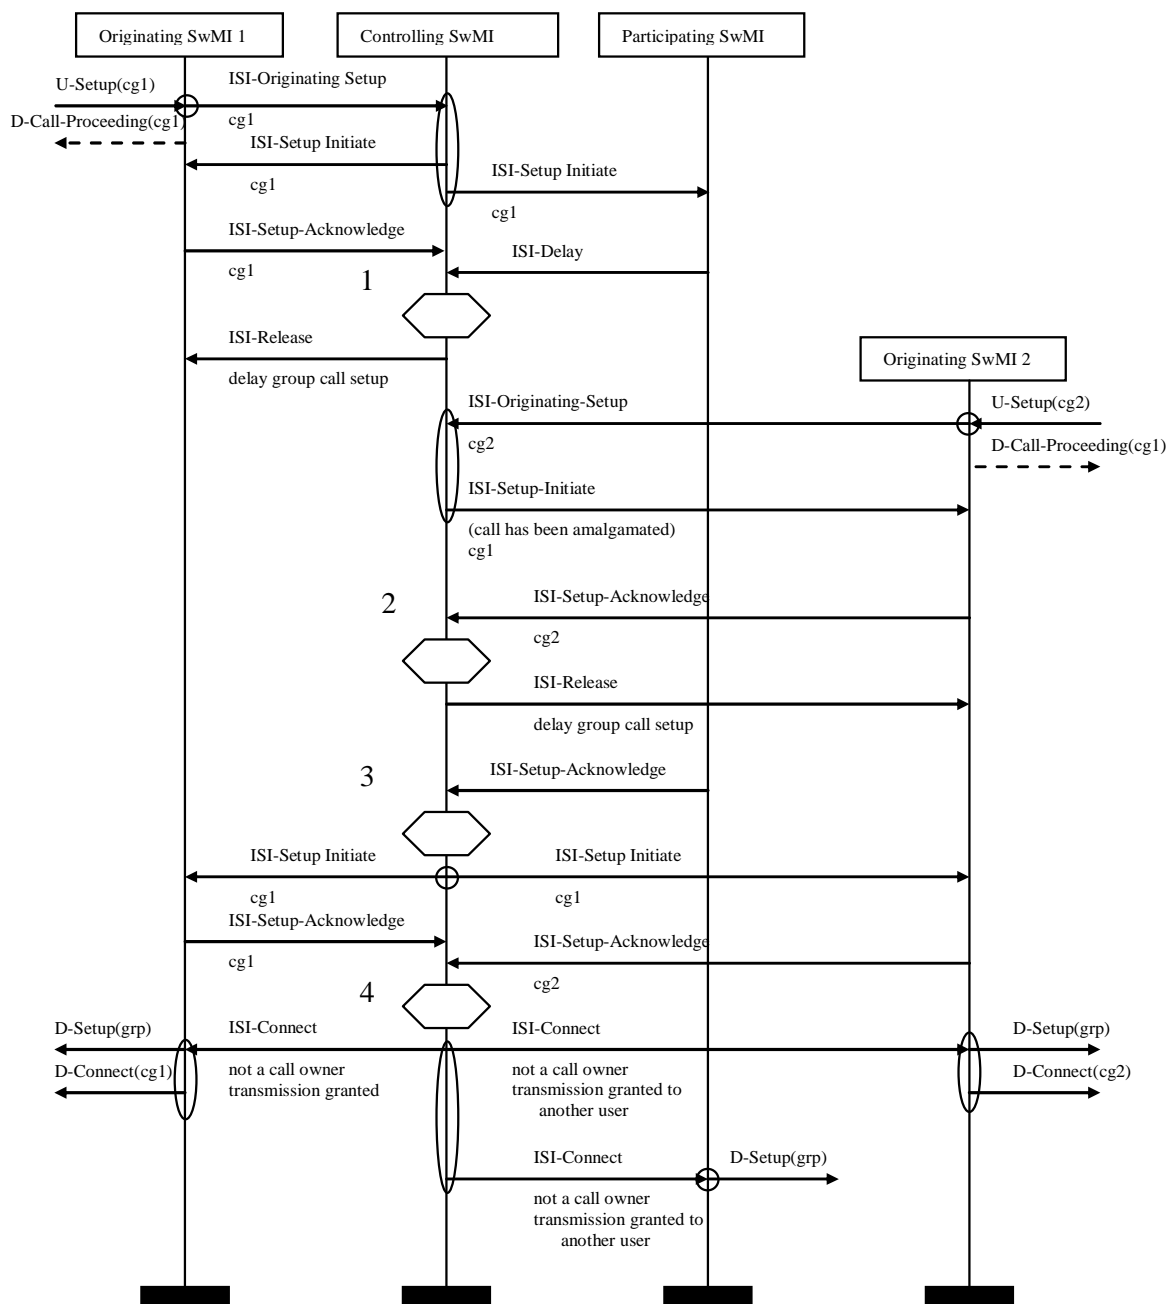 Originating SwMI 1
Controlling SwMI
Participating SwMI
ISI-Originating Setup
U-Setup(cg1)
cg1
D-Call-Proceeding(cg1)
ISI-Setup Initiate
cg1
ISI-Setup Initiate
cg1
ISI-Setup-Acknowledge
cg1
ISI-Delay
1
ISI-Release
delay group call setup
Originating SwMI 2
ISI-Originating-Setup
U-Setup(cg2)
cg2
D-Call-Proceeding(cg1)
ISI-Setup-Initiate
(call has been amalgamated)
cg1
2
ISI-Setup-Acknowledge
cg2
ISI-Release
delay group call setup
3
ISI-Setup-Acknowledge
ISI-Setup Initiate
ISI-Setup Initiate
cg1
cg1
ISI-Setup-Acknowledge
cg1
ISI-Setup-Acknowledge
cg2
4
D-Setup(grp)
ISI-Connect
ISI-Connect
D-Setup(grp)
D-Connect(cg1)
not a call owner
transmission granted
not a call owner
transmission granted to
another user
D-Connect(cg2)
ISI-Connect
D-Setup(grp)
not a call owner
transmission granted to
another user